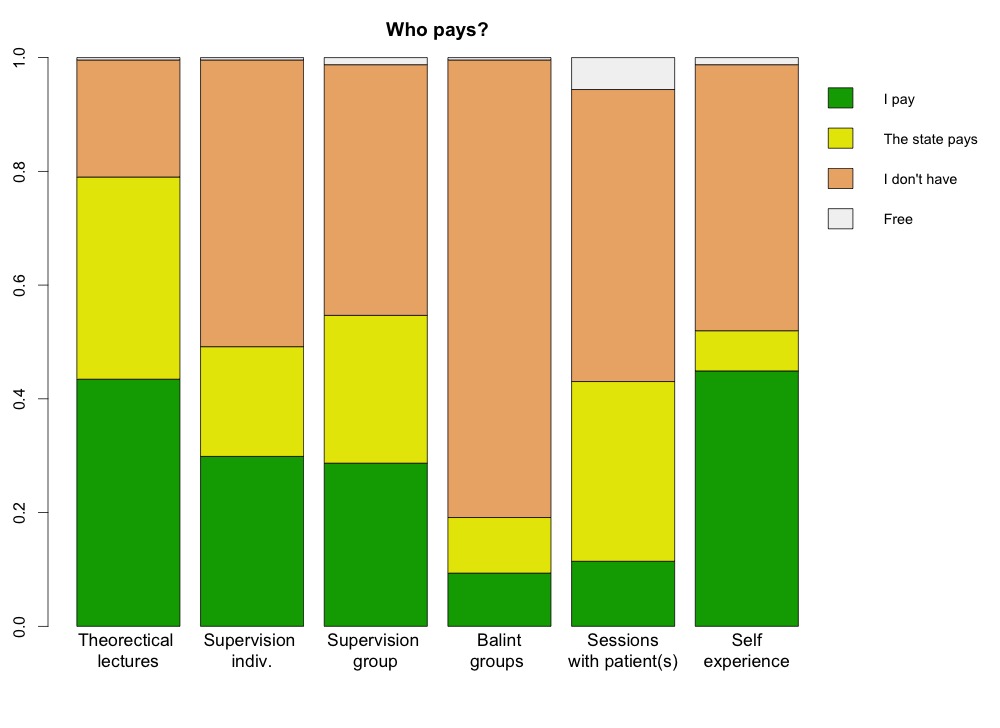 Who pays?
1.0
0.8
0.6
0.4
0.2
0.0
I pay
The state pays
I don't have
Free
Theorectical
lectures
Supervision
indiv.
Supervision
group
Balint
groups
Sessions
with patient(s)
Self
experience